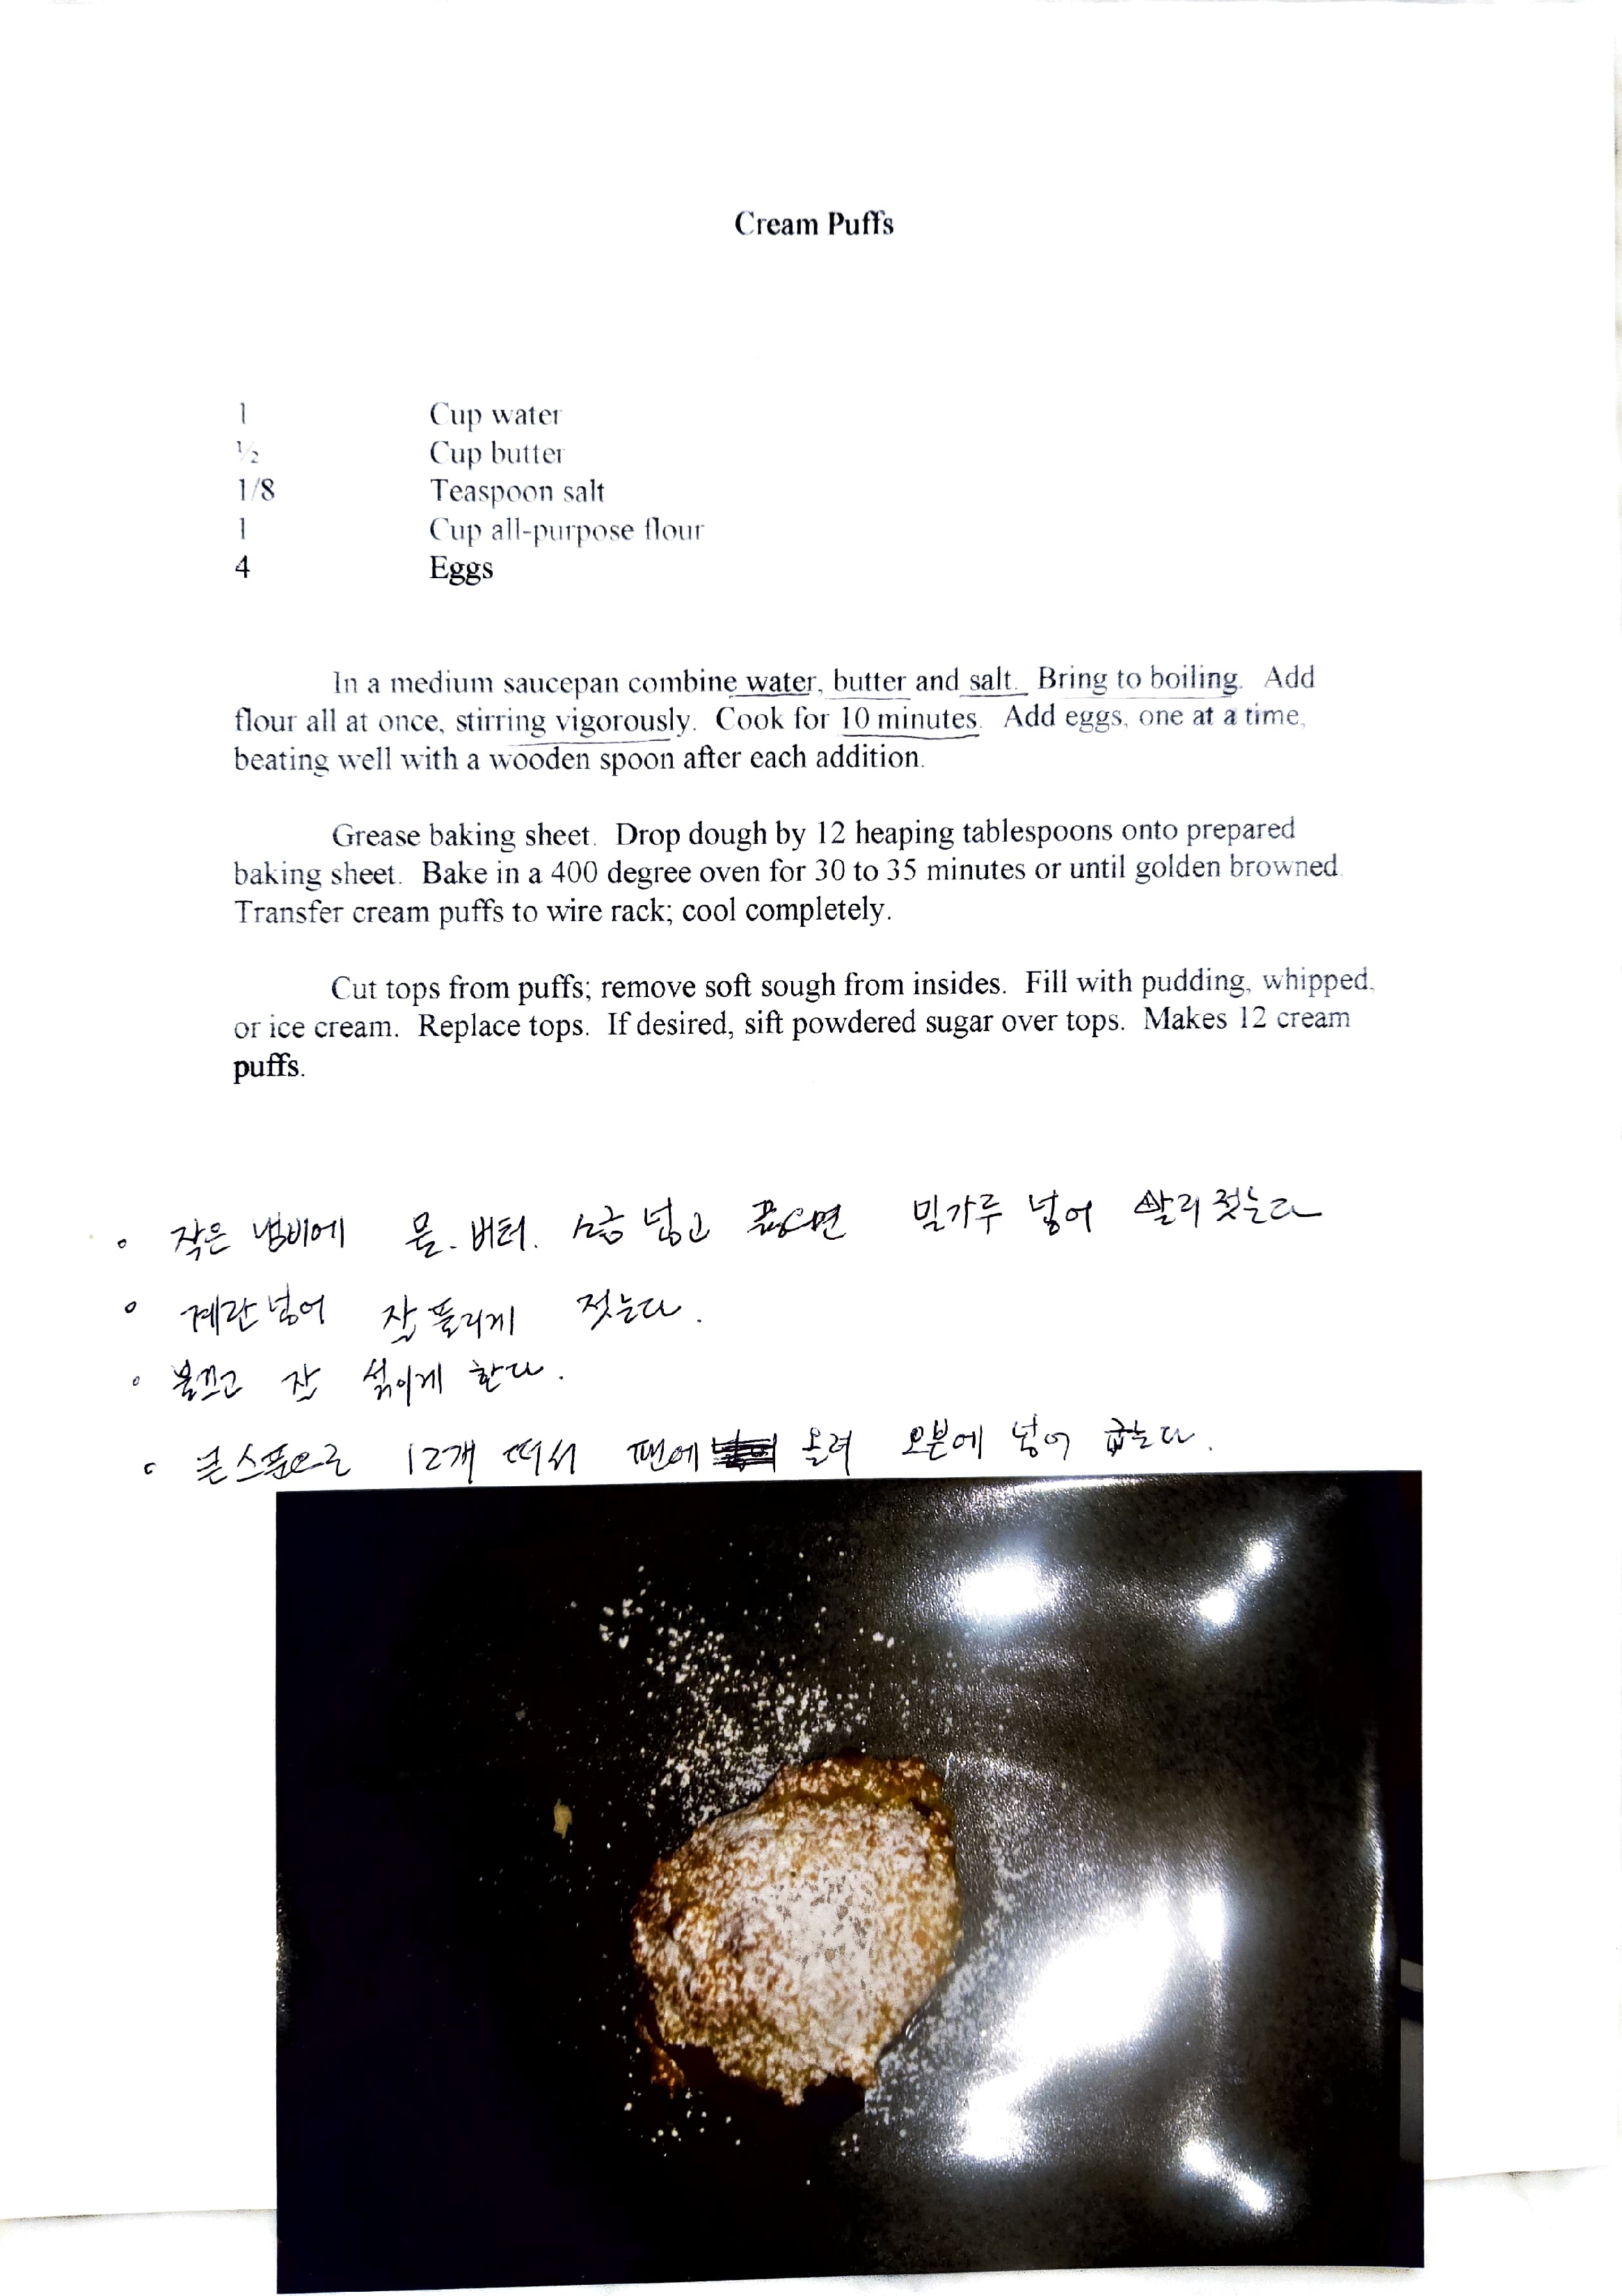 Cream Puffs
1 Cup water
½ Cup butter
1/8 Teaspoon salt
1 Cup all-purpose flour
4 Eggs
In a medium saucepan combine water, butter and salt. Bring to boiling. Add
flour all at once, stirring vigorously. Cook for 10 minutes. Add eggs, one at a time,
beating well with a wooden spoon after each addition.
Grease baking sheet. Drop dough by 12 heaping tablespoons onto prepared
baking sheet. Bake in a 400 degree oven for 30 to 35 minutes or until golden browned.
Transfer cream puffs to wire rack; cool completely.
Cut tops from puffs; remove soft sough from insides. Fill with pudding, whipped,
or ice cream. Replace tops. If desired, sift powdered sugar over tops. Makes 12 cream
puffs.
• 작은 냄비에 물. 버터. 소금 넣고 끓으면 밀가루 넣어 빨리 젓는다
• 계란 넣어 잘 풀리게 젓는다.
• 불끄고 잘 섞이게 한다.
• 큰 스푼으로 12개 떠서 팬에 올려 오븐에 넣어 굽는다.